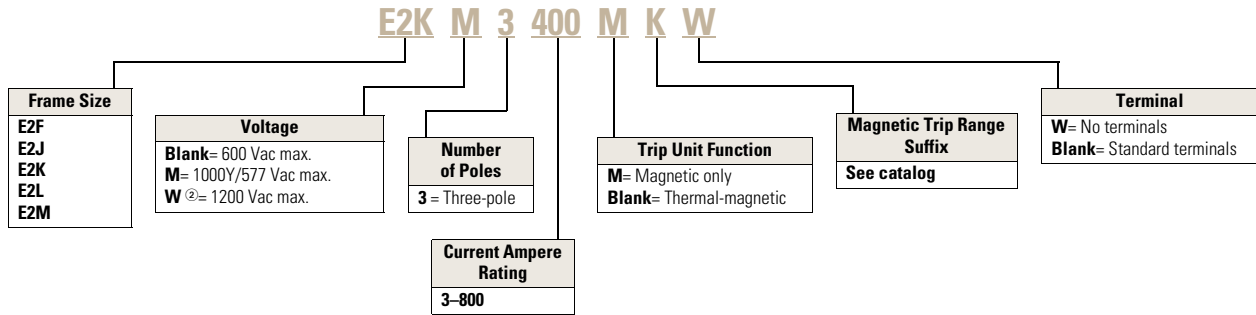 E2K M 3 400 M K W
Frame Size
E2F
E2J
E2K
E2L
E2M
Voltage
Blank= 600 Vac max.
M= 1000Y/577 Vac max.
W ②= 1200 Vac max.
Number
of Poles
3 = Three-pole
Current Ampere
Rating
3–800
Trip Unit Function
M= Magnetic only
Blank= Thermal-magnetic
Magnetic Trip Range
Suffix
See catalog
Terminal
W= No terminals
Blank= Standard terminals